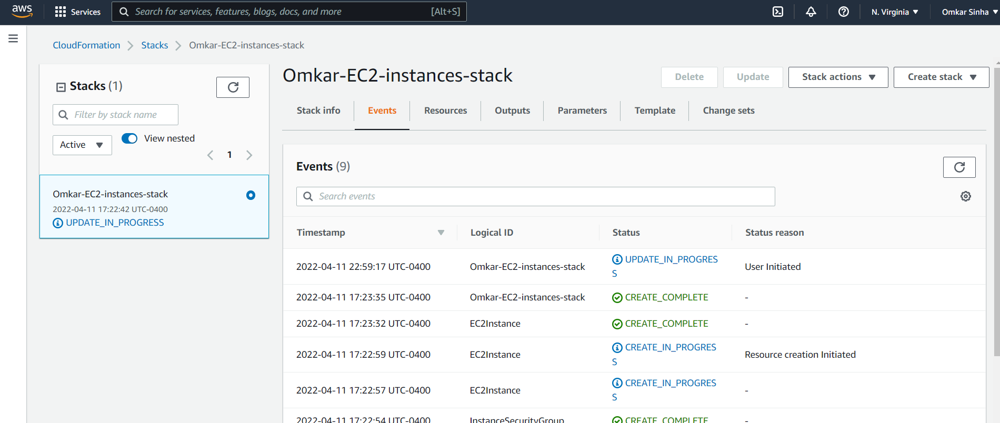 aws Services Search for services, features, blogs, docs, and more [Alt+S] N. Virginia Omkar Sinha
CloudFormation Stacks Omkar-EC2-instances-stack
Stacks (1)
Filter by stack name
Active View nested
1
Omkar-EC2-instances-stack
2022-04-11 17:22:42 UTC-0400
UPDATE_IN_PROGRESS
Omkar-EC2-instances-stack Delete Update Stack actions Create stack
Stack info Events Resources Outputs Parameters Template Change sets
Events (9)
Search events
Timestamp Logical ID Status Status reason
2022-04-11 22:59:17 UTC-0400 Omkar-EC2-instances-stack UPDATE_IN_PROGRES User Initiated
S
2022-04-11 17:23:35 UTC-0400 Omkar-EC2-instances-stack CREATE_COMPLETE -
2022-04-11 17:23:32 UTC-0400 EC2Instance CREATE_COMPLETE -
2022-04-11 17:22:59 UTC-0400 EC2Instance CREATE_IN_PROGRES Resource creation Initiated
S
2022-04-11 17:22:57 UTC-0400 EC2Instance CREATE_IN_PROGRES -
S
2022-04-11 17:22:54 UTC-0400 InstanceSecurityGroup CREATE_COMPLETE -